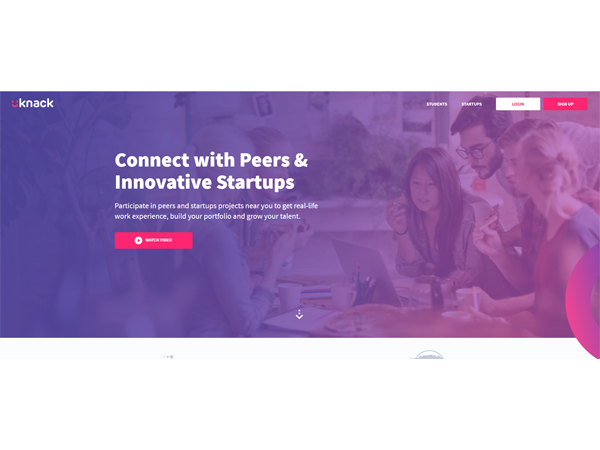 uknack
STUDENTS
STARTUPS
LOGIN
SIGN UP
Connect with Peers &
Innovative Startups
Participate in peers and startups projects near you to get real-life
work experience, build your portfolio and grow your talent.
WATCH VIDEO